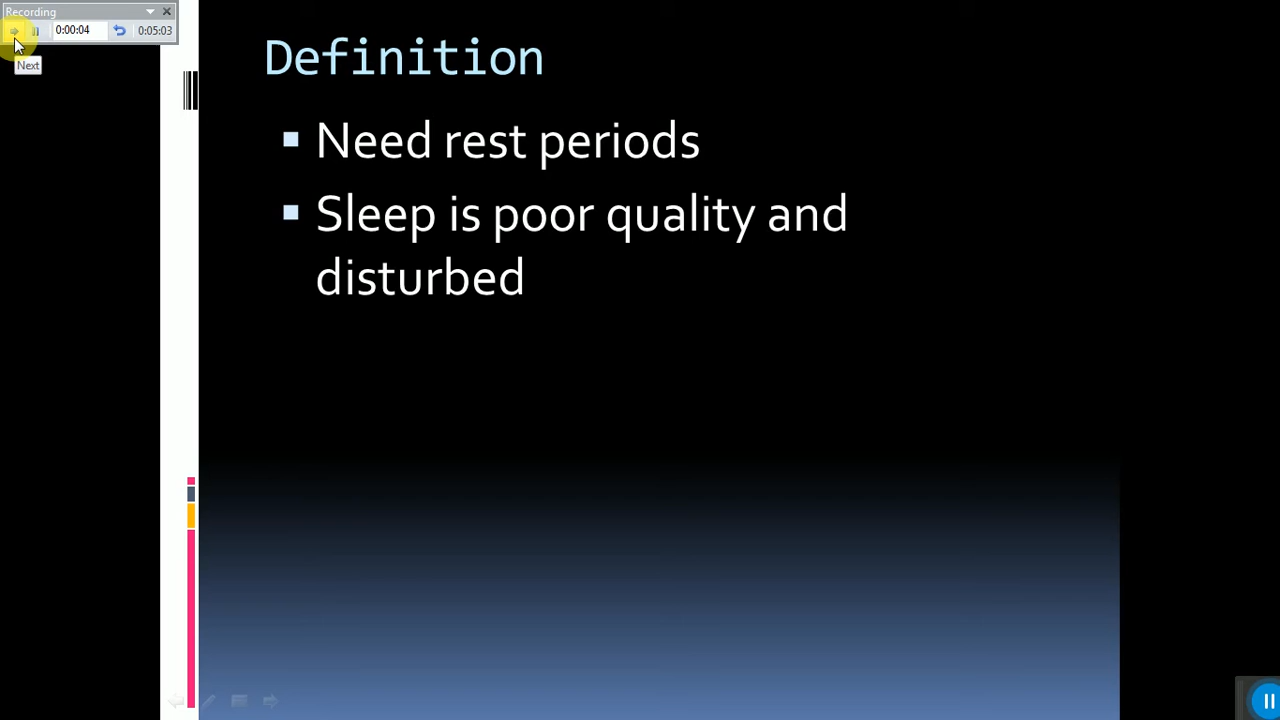 Recording
0:00:04
0:05:03
Next
Definition
Need rest periods
Sleep is poor quality and
disturbed